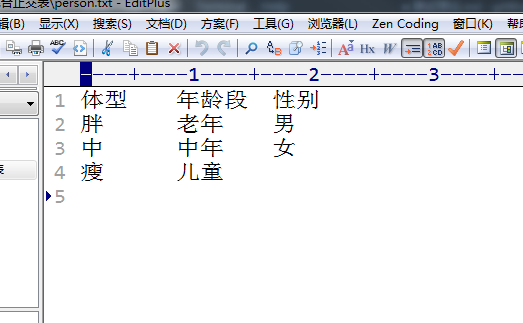 台正交表\person.txt - EditPlus
辑(B) 显示(X) 搜索(S) 文档(D) 方案(F) 工具(T) 浏览器(L) Zen Coding 窗口(K) 帮
----+----1----+----2----+----3----+--
1 体型 年龄段 性别
2 胖 老年 男
3 中 中年 女
4 瘦 儿童
5